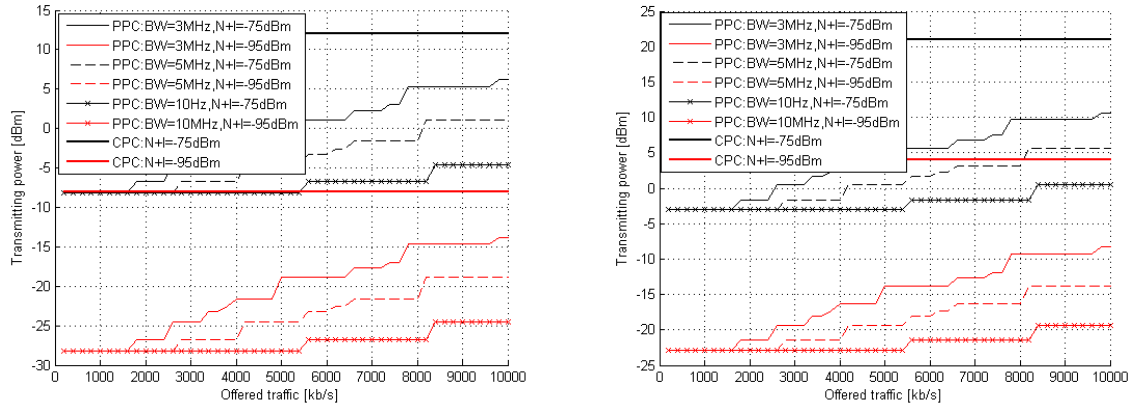 15
10
5
0
-5
-10
-15
-20
-25
-30
Transmitting power [dBm]
PPC:BW=3MHz,N+I=-75dBm
PPC:BW=3MHz,N+I=-95dBm
PPC:BW=5MHz,N+I=-75dBm
PPC:BW=5MHz,N+I=-95dBm
PPC:BW=10Hz,N+I=-75dBm
PPC:BW=10MHz,N+I=-95dBm
CPC:N+I=-75dBm
CPC:N+I=-95dBm
0 1000 2000 3000 4000 5000 6000 7000 8000 9000 10000
Offered traffic [kb/s]
25
20
15
10
5
0
-5
-10
-15
-20
-25
Transmitting power [dBm]
PPC:BW=3MHz,N+I=-75dBm
PPC:BW=3MHz,N+I=-95dBm
PPC:BW=5MHz,N+I=-75dBm
PPC:BW=5MHz,N+I=-95dBm
PPC:BW=10Hz,N+I=-75dBm
PPC:BW=10MHz,N+I=-95dBm
CPC:N+I=-75dBm
CPC:N+I=-95dBm
0 1000 2000 3000 4000 5000 6000 7000 8000 9000 10000
Offered traffic [kb/s]